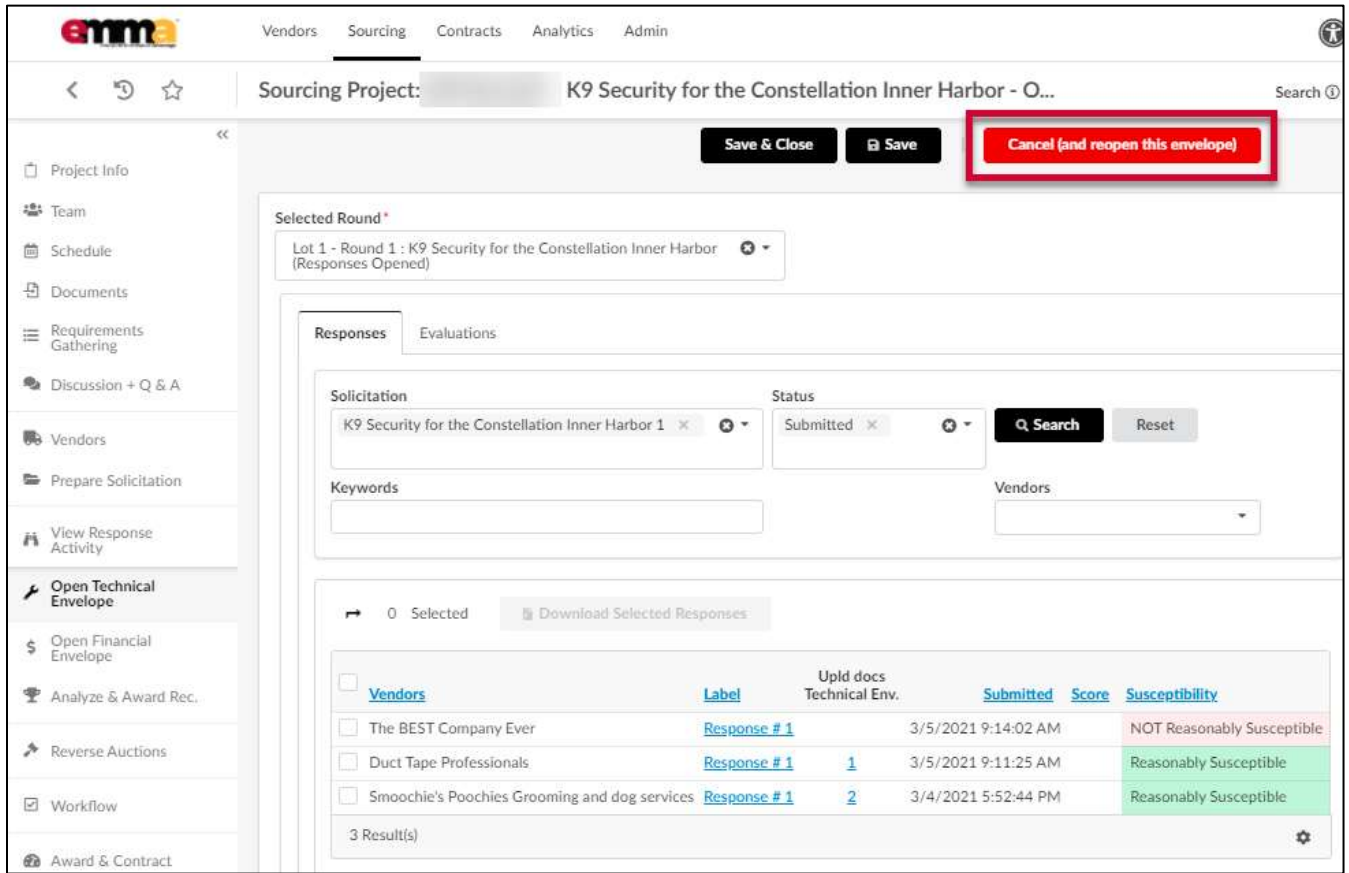 emma
Vendors Sourcing Contracts Analytics Admin
Sourcing Project: K9 Security for the Constellation Inner Harbor - O...
Search
Save & Close Save Cancel (and reopen this envelope)
Project Info
Team
Schedule
Documents
Requirements
Gathering
Discussion + Q & A
Vendors
Prepare Solicitation
View Response
Activity
Open Technical
Envelope
Open Financial
Envelope
Analyze & Award Rec.
Reverse Auctions
Workflow
Award & Contract
Selected Round*
Lot 1 - Round 1 : K9 Security for the Constellation Inner Harbor
(Responses Opened)
Responses Evaluations
Solicitation Status
K9 Security for the Constellation Inner Harbor 1 Submitted Search Reset
Keywords Vendors
0 Selected Download Selected Responses
Upld docs
Vendors Label Technical Env. Submitted Score Susceptibility
The BEST Company Ever Response # 1 3/5/2021 9:14:02 AM NOT Reasonably Susceptible
Duct Tape Professionals Response # 1 1 3/5/2021 9:11:25 AM Reasonably Susceptible
Smoochie's Poochies Grooming and dog services Response # 1 2 3/4/2021 5:52:44 PM Reasonably Susceptible
3 Result(s)